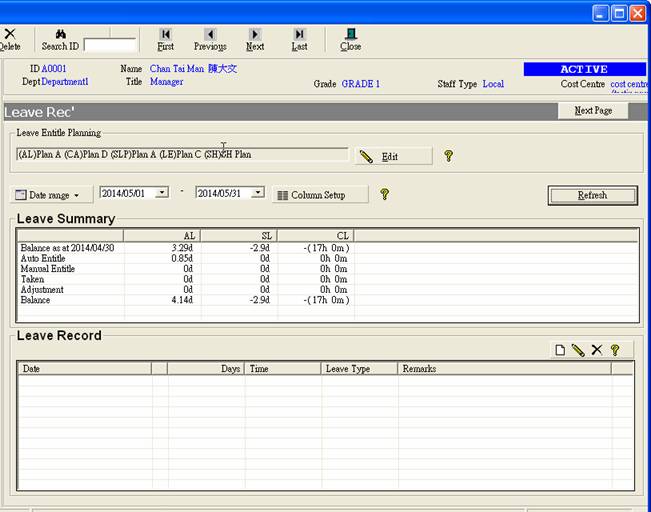 Delete Search ID First Previous Next Last Close
ID A0001 Name Chan Tai Man 陳大文 ACTIVE
Dept Department1 Title Manager Grade GRADE 1 Staff Type Local Cost Centre cost centre
Leave Rec' Next Page
Leave Entitle Planning
(AL)Plan A (CA)Plan D (SLP)Plan A (LE)Plan C (SH)SH Plan Edit
Date range 2014/05/01 - 2014/05/31 Column Setup Refresh
Leave Summary
AL SL CL
Balance as at 2014/04/30 3.29d -2.9d -(17h 0m)
Auto Entitle 0.85d 0d 0h 0m
Manual Entitle 0d 0d 0h 0m
Taken 0d 0d 0h 0m
Adjustment 0d 0d 0h 0m
Balance 4.14d -2.9d -(17h 0m)
Leave Record
Date Days Time Leave Type Remarks